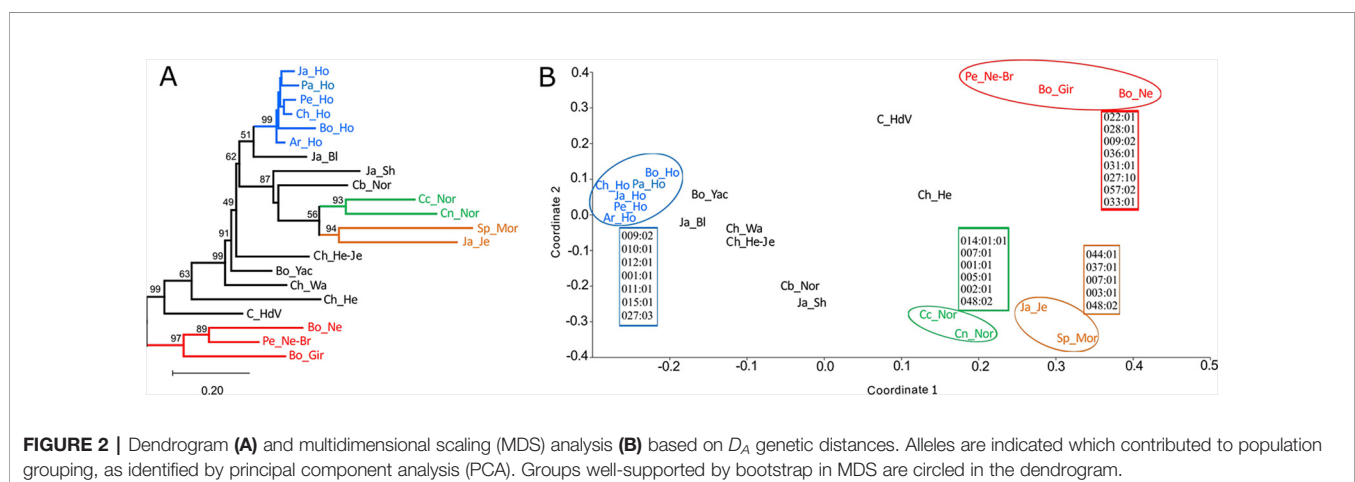 A
Ja_Ho
Pa_Ho
Pe_Ho
Ch_Ho
99
Bo_Ho
Ar_Ho
51
Ja_Bl
62
Ja_Sh
87
Cb_Nor
93
Cc_Nor
49
Cn_Nor
56
94
Sp_Mor
91
Ja_Je
Ch_He-Je
99
Bo_Yac
63
Ch_Wa
99
Ch_He
C_HdV
89
Bo_Ne
97
Pe_Ne-Br
Bo_Gir
0.20
B
Coordinate 2
0.4
0.3
0.2
0.1
0.0
-0.1
-0.2
-0.3
-0.4
Pe_Ne-Br
Bo_Gir
Bo_Ne
022:01
028:01
009:02
036:01
031:01
027:10
057:02
033:01
C_HdV
Bo_Ho
Ch_Ho
Pa_Ho
Ja_Ho
Pe_Ho
Ar_Ho
Bo_Yac
Ch_He
Ja_Bl
Ch_Wa
Ch_He-Je
009:02
010:01
012:01
001:01
011:01
015:01
027:03
014:01:01
007:01
001:01
005:01
002:01
048:02
044:01
037:01
007:01
003:01
048:02
Cb_Nor
Ja_Sh
Cc_Nor
Cn_Nor
Ja_Je
Sp_Mor
-0.2
-0.1
0.0
0.1
0.2
0.3
0.4
0.5
Coordinate 1
FIGURE 2 | Dendrogram (A) and multidimensional scaling (MDS) analysis (B) based on DA genetic distances. Alleles are indicated which contributed to population
grouping, as identified by principal component analysis (PCA). Groups well-supported by bootstrap in MDS are circled in the dendrogram.